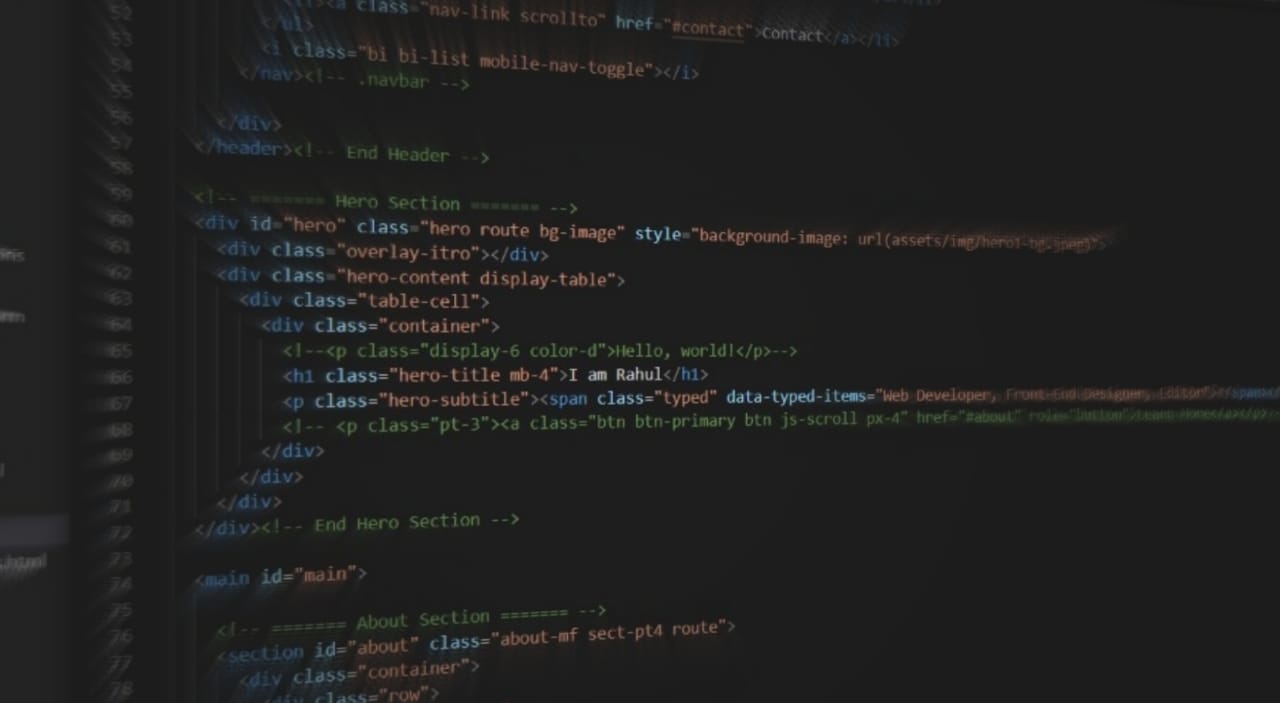 52 <a class="nav-link scrollto" href="#contact">Contact</a></li>
53 </ul>
54 <i class="bi bi-list mobile-nav-toggle"></i>
55 </nav><!-- .navbar -->
56
57 </div>
58 </header><!-- End Header -->
59
60 <!-- ======= Hero Section ======= -->
61 <div id="hero" class="hero route bg-image" style="background-image: url(assets/img/hero1-bg.jpeg)">
62 <div class="overlay-itro"></div>
63 <div class="hero-content display-table">
64 <div class="table-cell">
65 <div class="container">
66 <!--<p class="display-6 color-d">Hello, world!</p>-->
67 <h1 class="hero-title mb-4">I am Rahul</h1>
68 <p class="hero-subtitle"><span class="typed" data-typed-items="Web Developer, Front-End Designer, Editor"></span>
69 <!-- <p class="pt-3"><a class="btn btn-primary btn js-scroll px-4" href="#about" role="button">
70 </div>
71 </div>
72 </div>
73 </div><!-- End Hero Section -->
74
75 <main id="main">
76
77 <!-- ======= About Section ======= -->
78 <section id="about" class="about-mf sect-pt4 route">
<div class="container">
<div class="row">